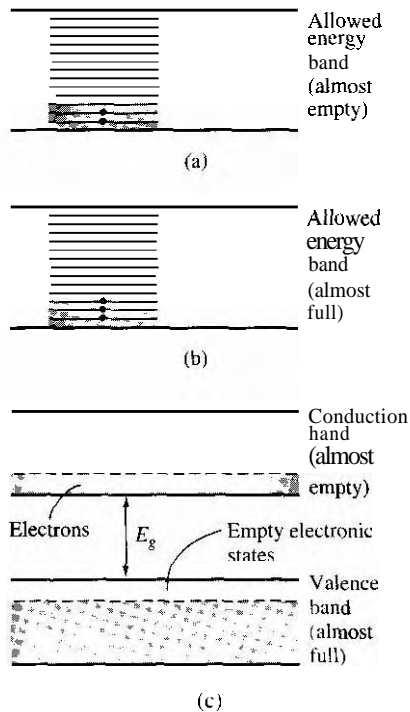 Allowed
energy
band
(almost
empty)
(a)
Allowed
energy
band
(almost
full)
(b)
Conduction
hand
(almost
empty)
Electrons
E_g
Empty electronic
states
Valence
band
(almost
full)
(c)